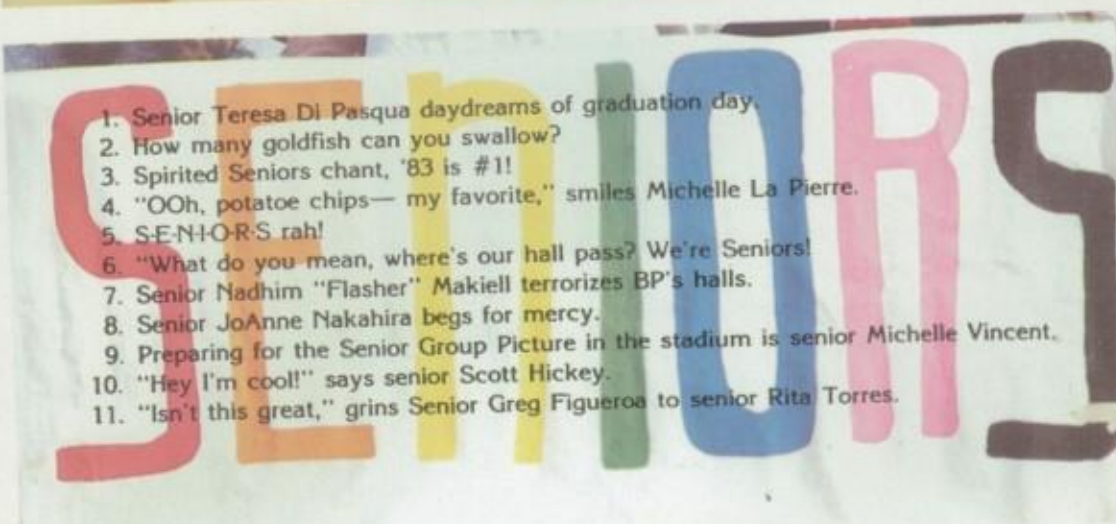 SEnIORS
1. Senior Teresa Di Pasqua daydreams of graduation day.
2. How many goldfish can you swallow?
3. Spirited Seniors chant, '83 is #1!
4. "OOh, potatoe chips— my favorite," smiles Michelle La Pierre.
5. S-E-N-I-O-R-S rah!
6. "What do you mean, where's our hall pass? We're Seniors!
7. Senior Nadhim "Flasher" Makiell terrorizes BP's halls.
8. Senior JoAnne Nakahira begs for mercy.
9. Preparing for the Senior Group Picture in the stadium is senior Michelle Vincent.
10. "Hey I'm cool!" says senior Scott Hickey.
11. "Isn't this great," grins Senior Greg Figueroa to senior Rita Torres.